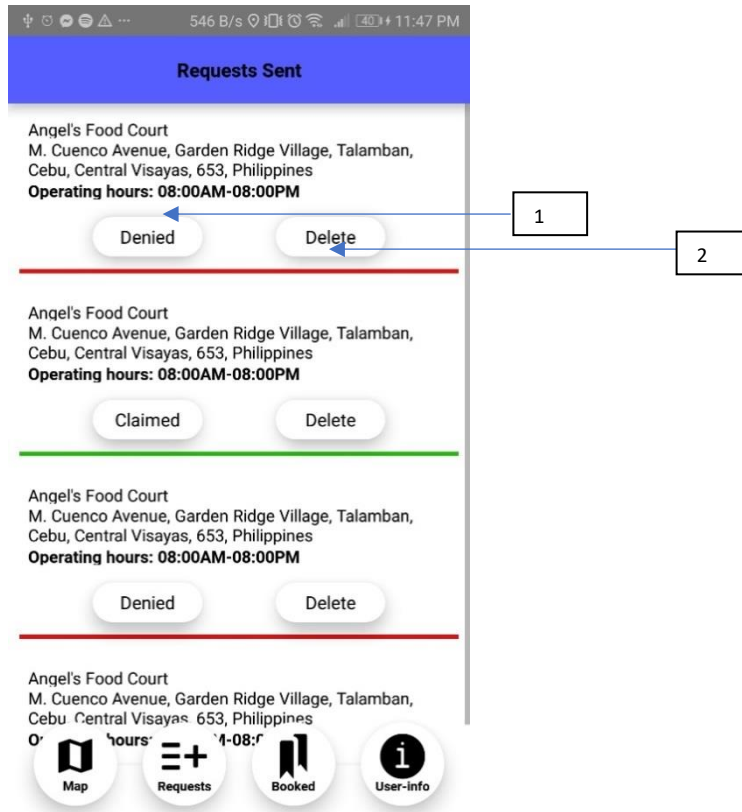 546 B/s 40 11:47 PM
Requests Sent
Angel's Food Court
M. Cuenco Avenue, Garden Ridge Village, Talamban,
Cebu, Central Visayas, 653, Philippines
Operating hours: 08:00AM-08:00PM
Denied Delete
1
2
Angel's Food Court
M. Cuenco Avenue, Garden Ridge Village, Talamban,
Cebu, Central Visayas, 653, Philippines
Operating hours: 08:00AM-08:00PM
Claimed Delete
Angel's Food Court
M. Cuenco Avenue, Garden Ridge Village, Talamban,
Cebu, Central Visayas, 653, Philippines
Operating hours: 08:00AM-08:00PM
Denied Delete
Angel's Food Court
M. Cuenco Avenue, Garden Ridge Village, Talamban,
Cebu, Central Visayas, 653, Philippines
hours:
Map Requests Booked User-info